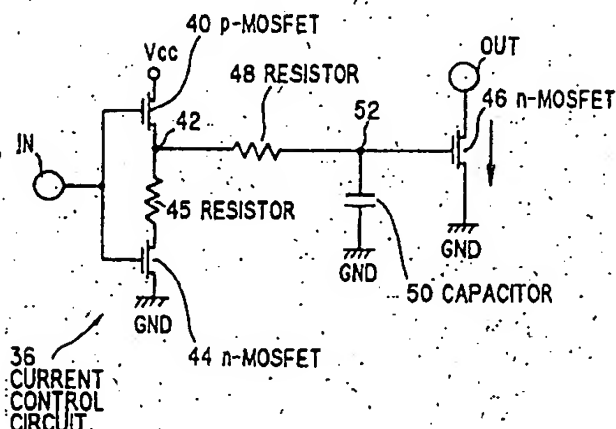 40 p-MOSFET
Vcc
48 RESISTOR
OUT
46 n-MOSFET
42
52
IN
45 RESISTOR
GND
GND
50 CAPACITOR
GND
44 n-MOSFET
36
CURRENT
CONTROL
CIRCUIT